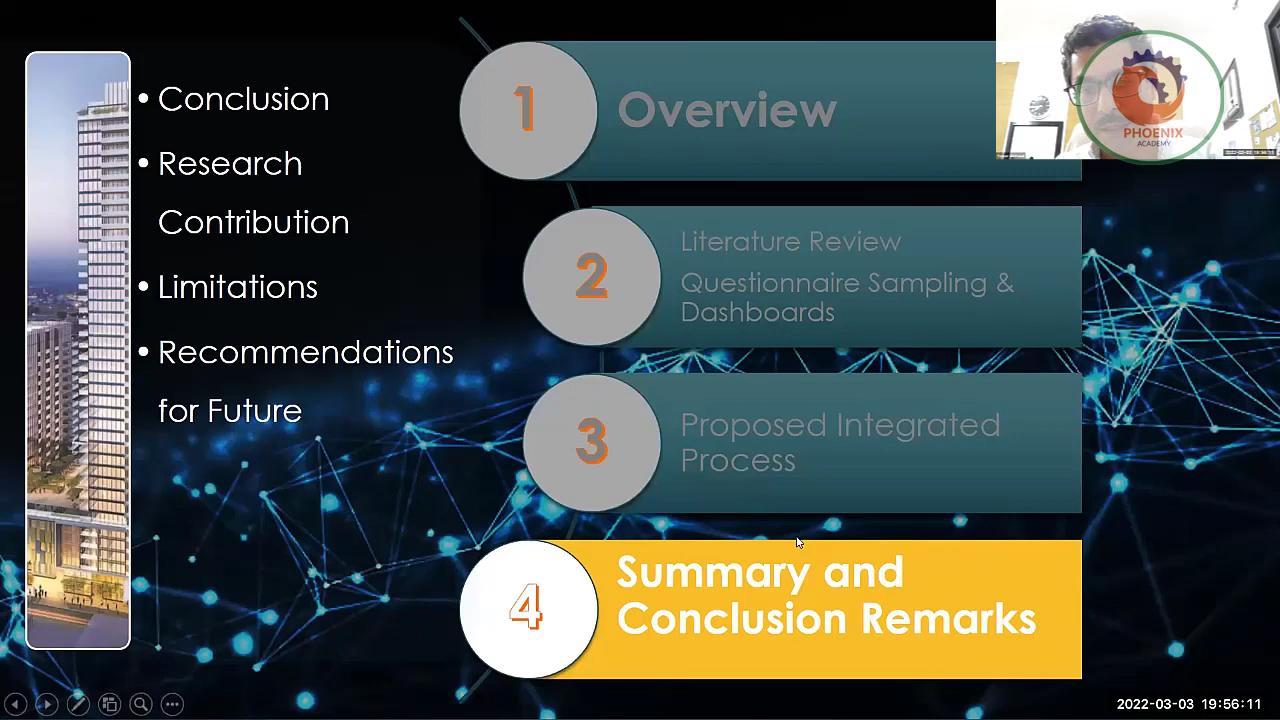 • Conclusion
• Research
Contribution
• Limitations
• Recommendations
for Future
1
Overview
2
Literature Review
Questionnaire Sampling &
Dashboards
3
Proposed Integrated
Process
4
Summary and
Conclusion Remarks
PHOENIX
ACADEMY
2022-03-03 19:56:11